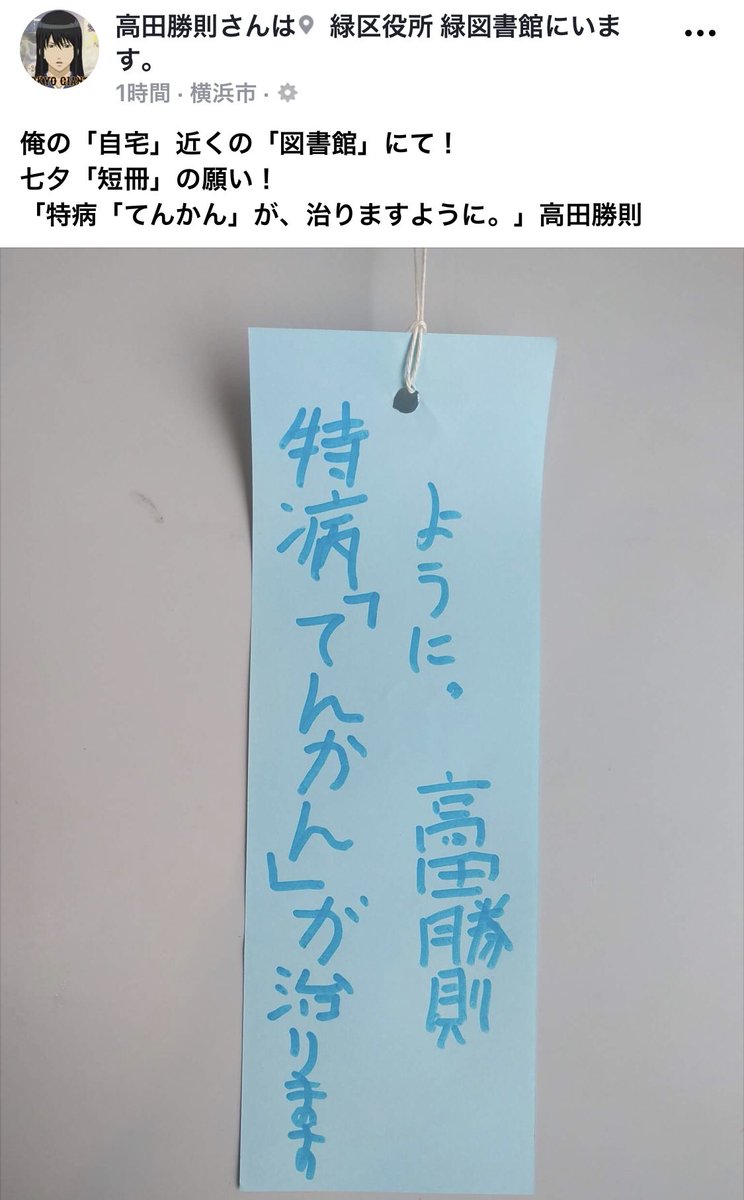 高田勝則さんは 緑区役所 緑図書館にいま
す。
1時間 · 横浜市 ·
俺の「自宅」近くの「図書館」にて！
七夕「短冊」の願い！
「特病「てんかん」が、治りますように。」高田勝則
特病「てんかん」が治ります
ように、 高田勝則